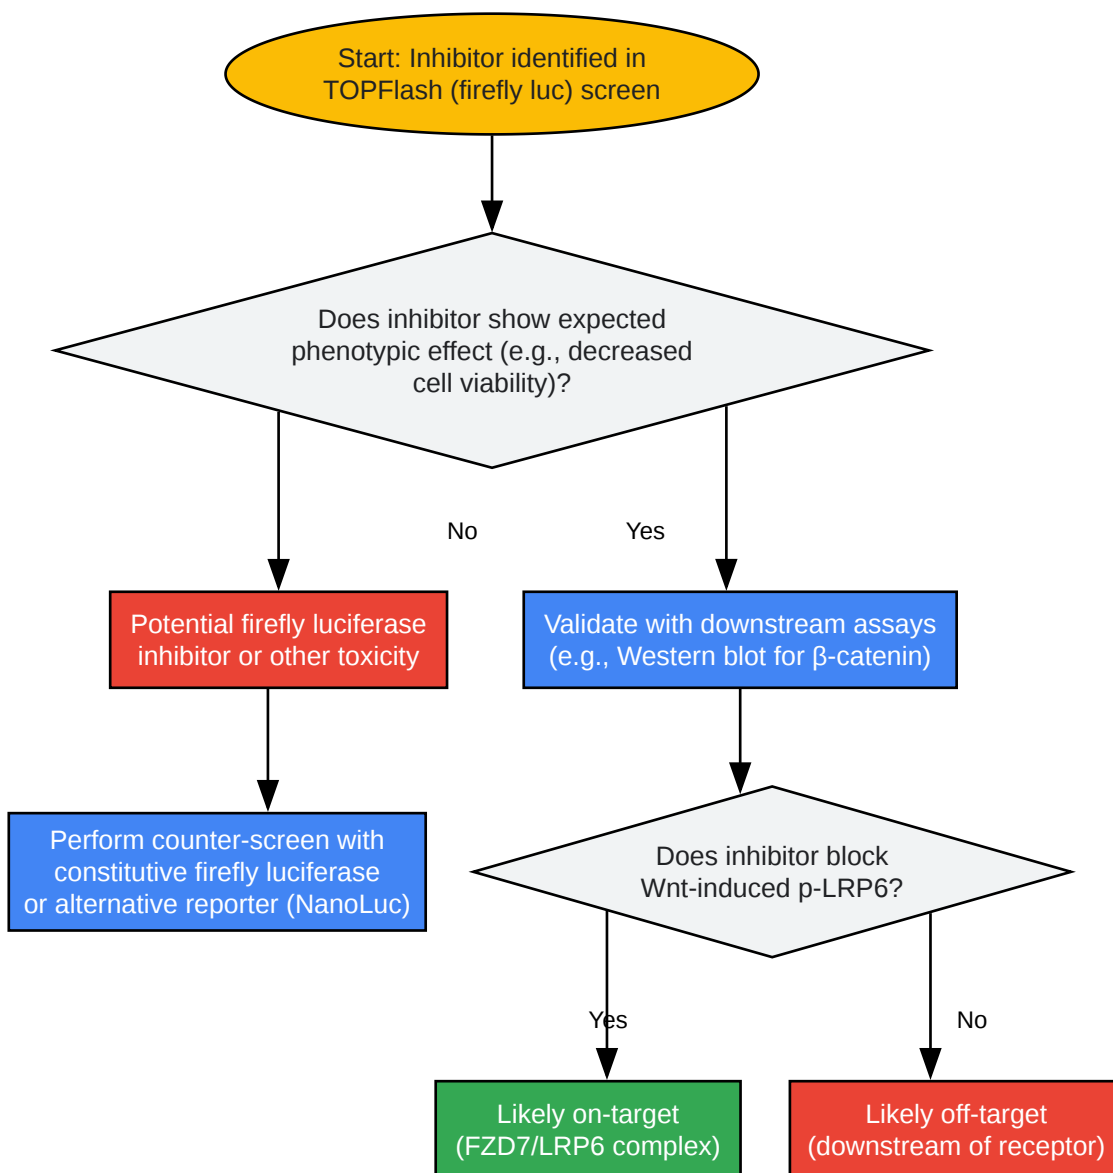 Start: Inhibitor identified in
TOPFlash (firefly luc) screen
Does inhibitor show expected
phenotypic effect (e.g., decreased
cell viability)?
No
Yes
Potential firefly luciferase
inhibitor or other toxicity
Validate with downstream assays
(e.g., Western blot for β-catenin)
Perform counter-screen with
constitutive firefly luciferase
or alternative reporter (NanoLuc)
Does inhibitor block
Wnt-induced p-LRP6?
Yes
No
Likely on-target
(FZD7/LRP6 complex)
Likely off-target
(downstream of receptor)